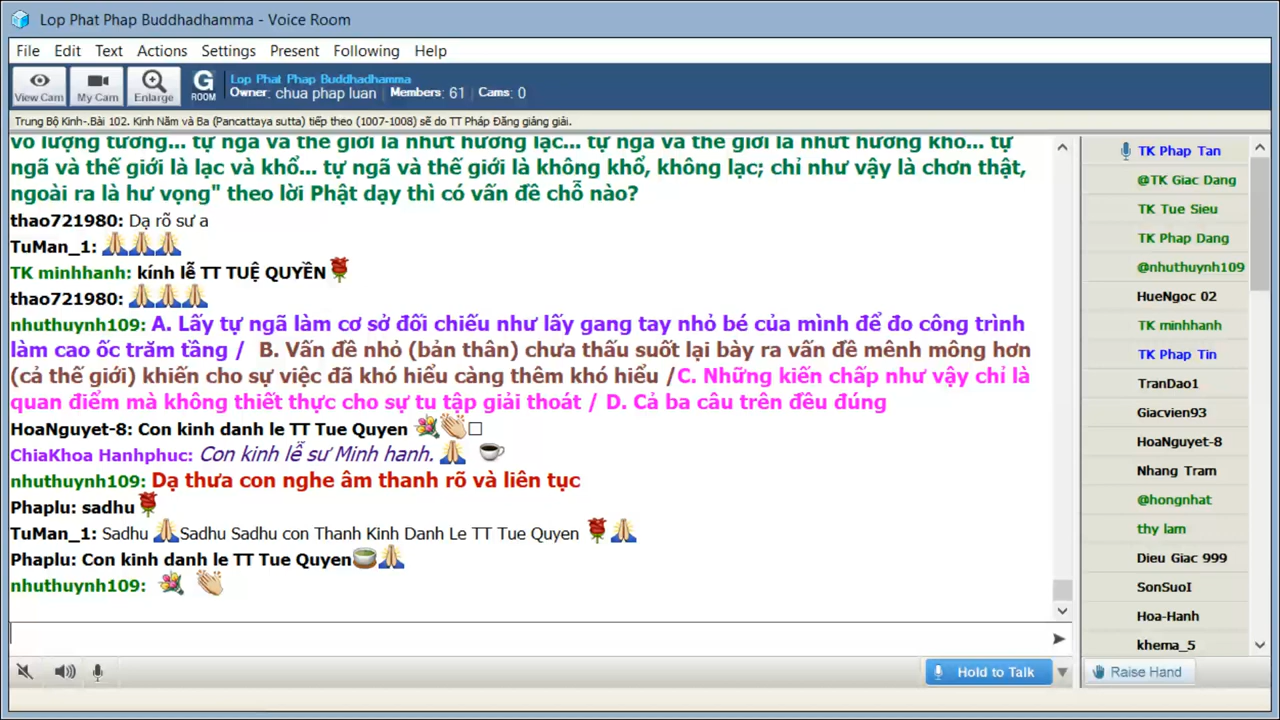 Lop Phat Phap Buddhadhamma - Voice Room
File Edit Text Actions Settings Present Following Help
View Cam
My Cam
Enlarge
G ROOM
Lop Phat Phap Buddhadhamma
Owner: chua phap luan Members: 61 Cams: 0
Trung Bộ Kinh-.Bài 102. Kinh Năm và Ba (Pancattaya sutta) tiếp theo (1007-1008) sẽ do TT Pháp Đăng giảng giải.
vô lượng tưởng... tự ngã và thế giới là nhứt hướng lạc... tự ngã và thế giới là nhứt hướng khổ... tự
ngã và thế giới là lạc và khổ... tự ngã và thế giới là không khổ, không lạc; chỉ như vậy là chơn thật,
ngoài ra là hư vọng" theo lời Phật dạy thì có vấn đề chỗ nào?
thao721980: Dạ rõ sư a
TuMan_1:
TK minhhanh: kính lễ TT TUỆ QUYỀN
thao721980:
nhuthuynh109: A. Lấy tự ngã làm cơ sở đối chiếu như lấy gang tay nhỏ bé của mình để đo công trình
làm cao ốc trăm tầng / B. Vấn đề nhỏ (bản thân) chưa thấu suốt lại bày ra vấn đề mênh mông hơn
(cả thế giới) khiến cho sự việc đã khó hiểu càng thêm khó hiểu /C. Những kiến chấp như vậy chỉ là
quan điểm mà không thiết thực cho sự tu tập giải thoát / D. Cả ba câu trên đều đúng
HoaNguyet-8: Con kinh danh le TT Tue Quyen
ChiaKhoa Hanhphuc: Con kinh lễ sư Minh hanh.
nhuthuynh109: Dạ thưa con nghe âm thanh rõ và liên tục
Phaplu: sadhu
TuMan_1: Sadhu Sadhu Sadhu con Thanh Kinh Danh Le TT Tue Quyen
Phaplu: Con kinh danh le TT Tue Quyen
nhuthuynh109:
Hold to Talk
TK Phap Tan
@TK Giac Dang
TK Tue Sieu
TK Phap Dang
@nhuthuynh109
HueNgoc 02
TK minhhanh
TK Phap Tin
TranDao1
Giacvien93
HoaNguyet-8
Nhang Tram
@hongnhat
thy lam
Dieu Giac 999
SonSuoI
Hoa-Hanh
khema_5
Raise Hand